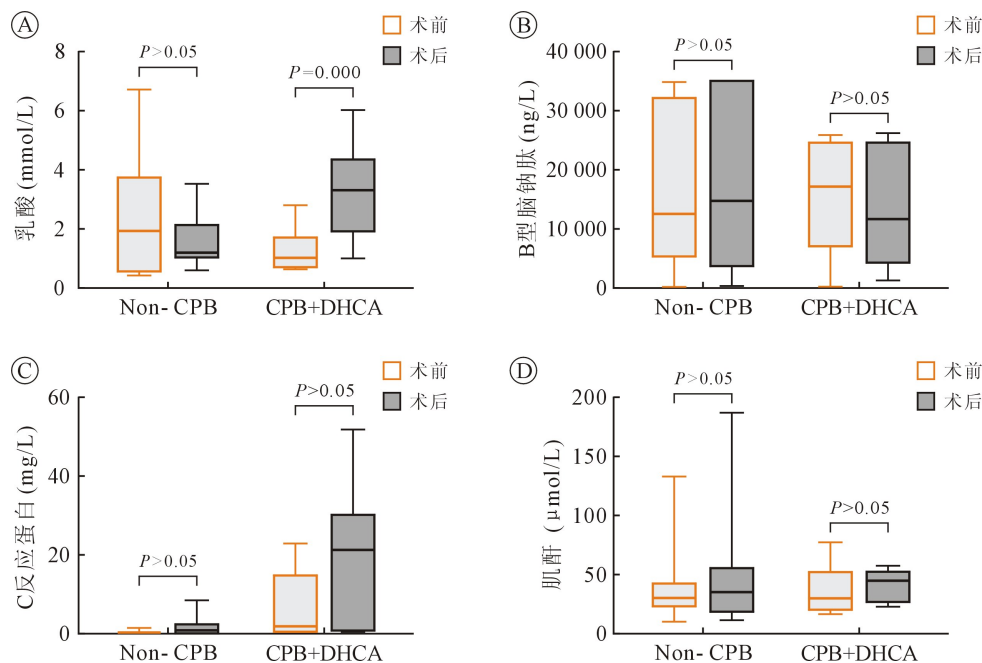 A
术前
术后
乳酸(mmol/L)
8
6
4
2
0
P>0.05
P=0.000
Non-CPB
CPB+DHCA
B
术前
术后
B型脑钠肽(ng/L)
40 000
30 000
20 000
10 000
0
P>0.05
P>0.05
Non-CPB
CPB+DHCA
C
术前
术后
C反应蛋白(mg/L)
60
40
20
0
P>0.05
P>0.05
Non-CPB
CPB+DHCA
D
术前
术后
肌酐 (μmol/L)
200
150
100
50
0
P>0.05
P>0.05
Non-CPB
CPB+DHCA